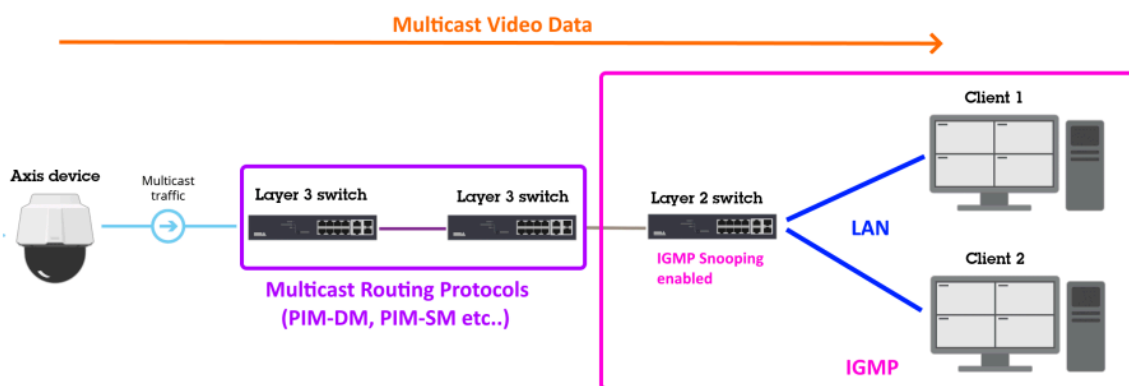 Multicast Video Data
Client 1
Axis device
Multicast
traffic
Layer 3 switch
Layer 3 switch
Layer 2 switch
LAN
IGMP Snooping
enabled
Client 2
Multicast Routing Protocols
(PIM-DM, PIM-SM etc..)
IGMP